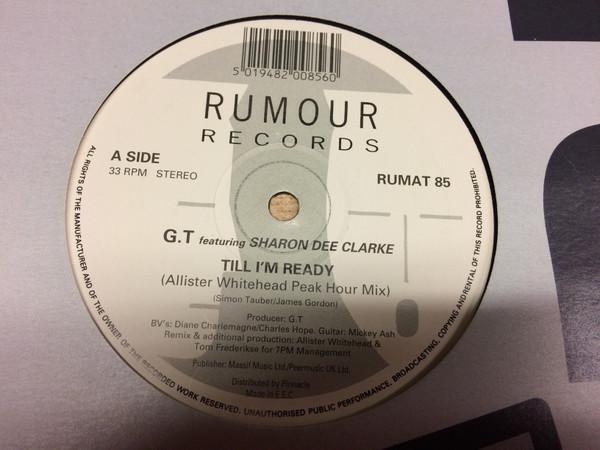 5 019482 008560
RUMOUR
RECORDS
A SIDE
33 RPM STEREO
RUMAT 85
G.T featuring SHARON DEE CLARKE
TILL I'M READY
(Allister Whitehead Peak Hour Mix)
(Simon Tauber/James Gordon)
Producer: G.T
BV's: Diane Charlemagne/Charles Hope. Guitar: Mickey Ash
Remix & additional production: Allister Whitehead &
Tom Frederikse for 7PM Management
Publisher: Massif Music Ltd./Peermusic UK Ltd.
Distributed by Pinnacle
Made in E.E.C
ALL RIGHTS OF THE MANUFACTURER AND OF THE OWNER OF THE RECORDED WORK RESERVED. UNAUTHORISED PUBLIC PERFORMANCE, BROADCASTING, COPYING AND RENTAL OF THIS RECORD PROHIBITED.